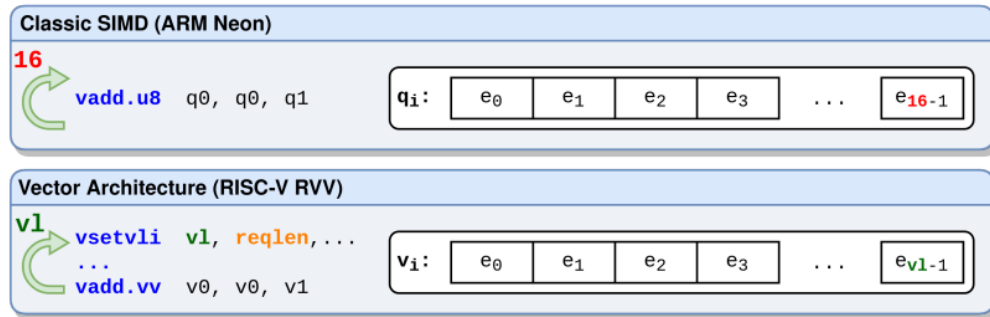 Classic SIMD (ARM Neon)
16
vadd.u8 q0, q0, q1
qi: e0 e1 e2 e3 ... e16-1
Vector Architecture (RISC-V RVV)
vl
vsetvli vl, reqlen,...
...
vadd.vv v0, v0, v1
vi: e0 e1 e2 e3 ... evl-1